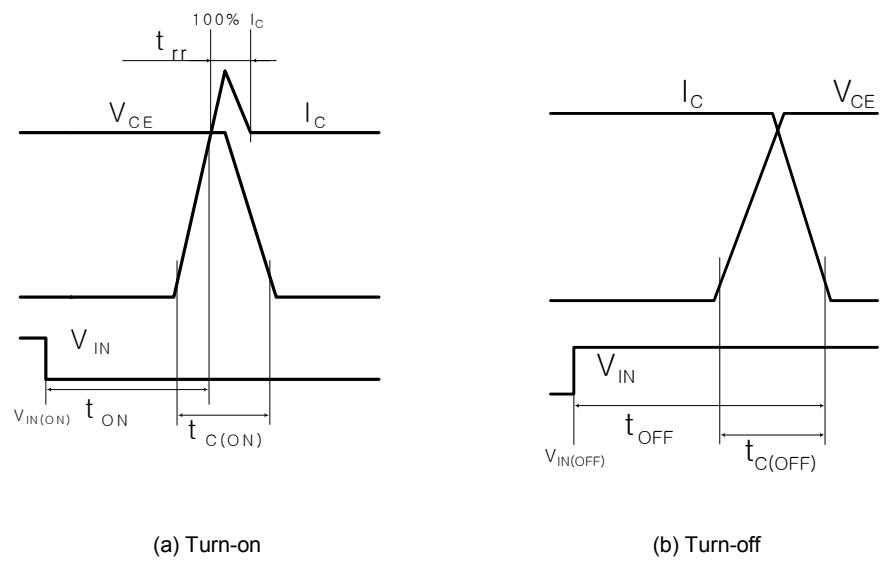 100% I_C
t_rr
V_CE
I_C
V_IN
V_IN(ON)
t_ON
t_C(ON)
(a) Turn-on
I_C
V_CE
V_IN
V_IN(OFF)
t_OFF
t_C(OFF)
(b) Turn-off